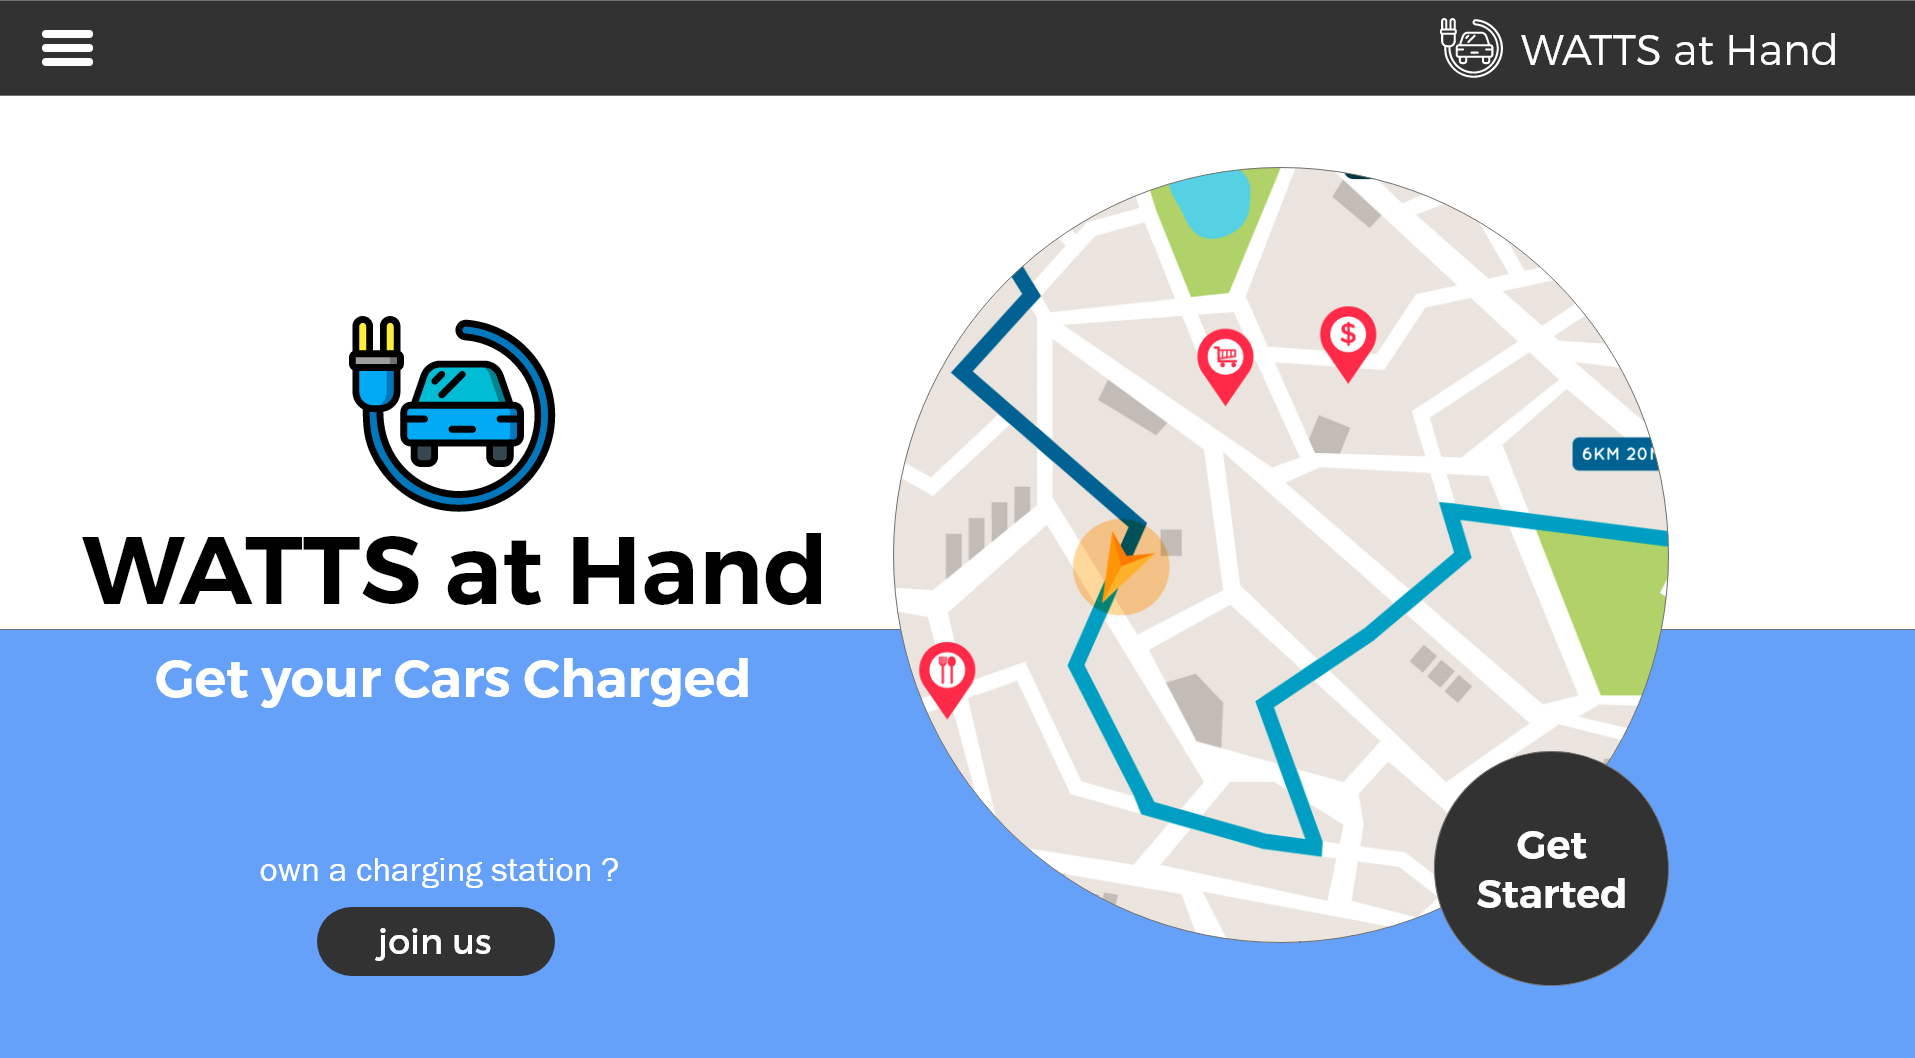 WATTS at Hand
WATTS at Hand
Get your Cars Charged
own a charging station ?
join us
$
6KM 20
Get
Started